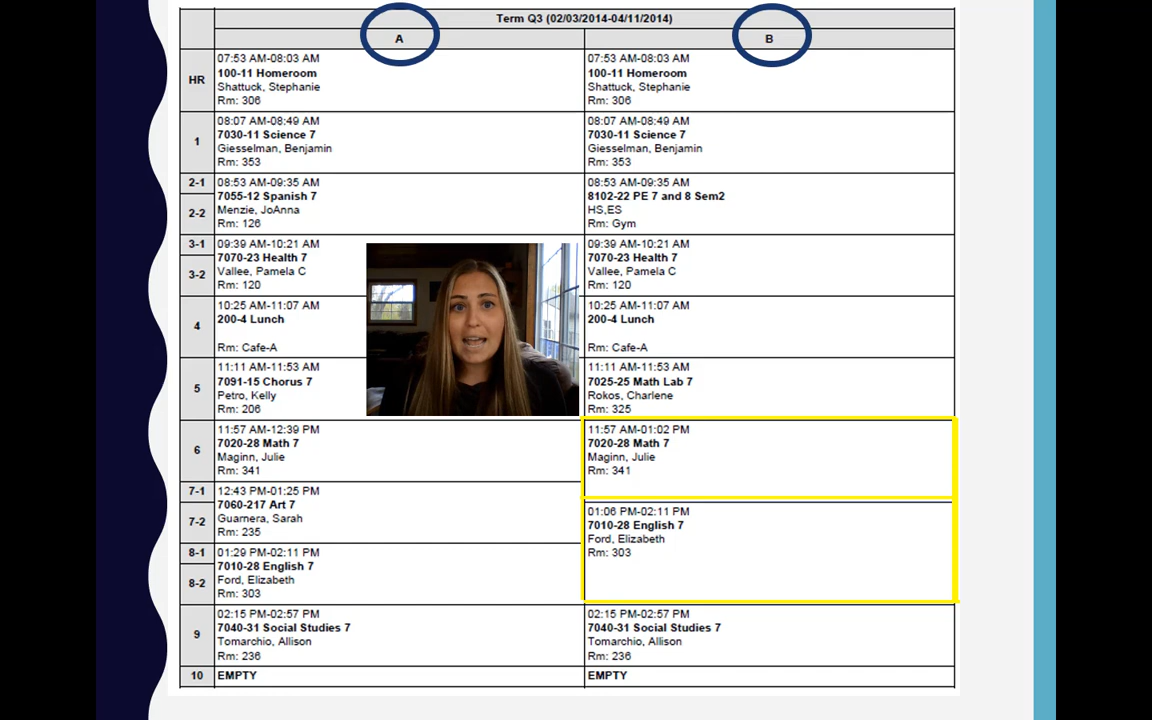 Term Q3 (02/03/2014-04/11/2014)
A B
HR
07:53 AM-08:03 AM
100-11 Homeroom
Shattuck, Stephanie
Rm: 306
07:53 AM-08:03 AM
100-11 Homeroom
Shattuck, Stephanie
Rm: 306
1
08:07 AM-08:49 AM
7030-11 Science 7
Giesselman, Benjamin
Rm: 353
08:07 AM-08:49 AM
7030-11 Science 7
Giesselman, Benjamin
Rm: 353
2-1
2-2
08:53 AM-09:35 AM
7055-12 Spanish 7
Menzie, JoAnna
Rm: 126
08:53 AM-09:35 AM
8102-22 PE 7 and 8 Sem2
HS,ES
Rm: Gym
3-1
3-2
09:39 AM-10:21 AM
7070-23 Health 7
Vallee, Pamela C
Rm: 120
09:39 AM-10:21 AM
7070-23 Health 7
Vallee, Pamela C
Rm: 120
4
10:25 AM-11:07 AM
200-4 Lunch
Rm: Cafe-A
10:25 AM-11:07 AM
200-4 Lunch
Rm: Cafe-A
5
11:11 AM-11:53 AM
7091-15 Chorus 7
Petro, Kelly
Rm: 206
11:11 AM-11:53 AM
7025-25 Math Lab 7
Rokos, Charlene
Rm: 325
6
11:57 AM-12:39 PM
7020-28 Math 7
Maginn, Julie
Rm: 341
11:57 AM-01:02 PM
7020-28 Math 7
Maginn, Julie
Rm: 341
7-1
7-2
12:43 PM-01:25 PM
7060-217 Art 7
Guarnera, Sarah
Rm: 235
01:06 PM-02:11 PM
7010-28 English 7
Ford, Elizabeth
Rm: 303
8-1
8-2
01:29 PM-02:11 PM
7010-28 English 7
Ford, Elizabeth
Rm: 303
9
02:15 PM-02:57 PM
7040-31 Social Studies 7
Tomarchio, Allison
Rm: 236
02:15 PM-02:57 PM
7040-31 Social Studies 7
Tomarchio, Allison
Rm: 236
10
EMPTY
EMPTY